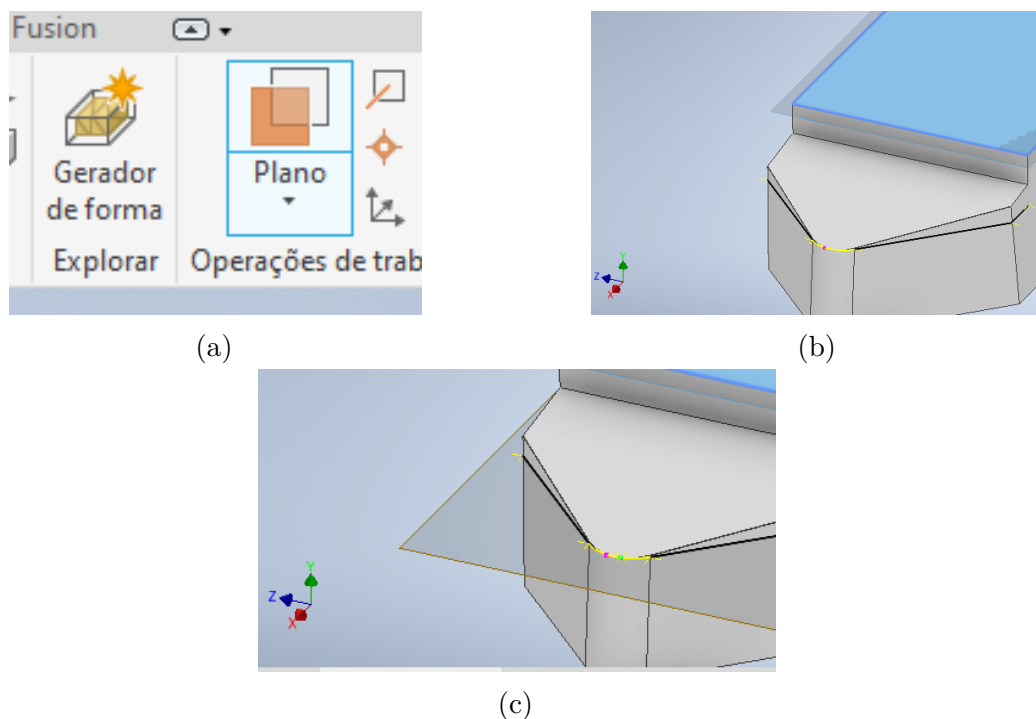 Fusion
Gerador
de forma
Plano
Explorar
Operações de trab
(a)
Y
Z
X
(b)
Y
Z
X
(c)